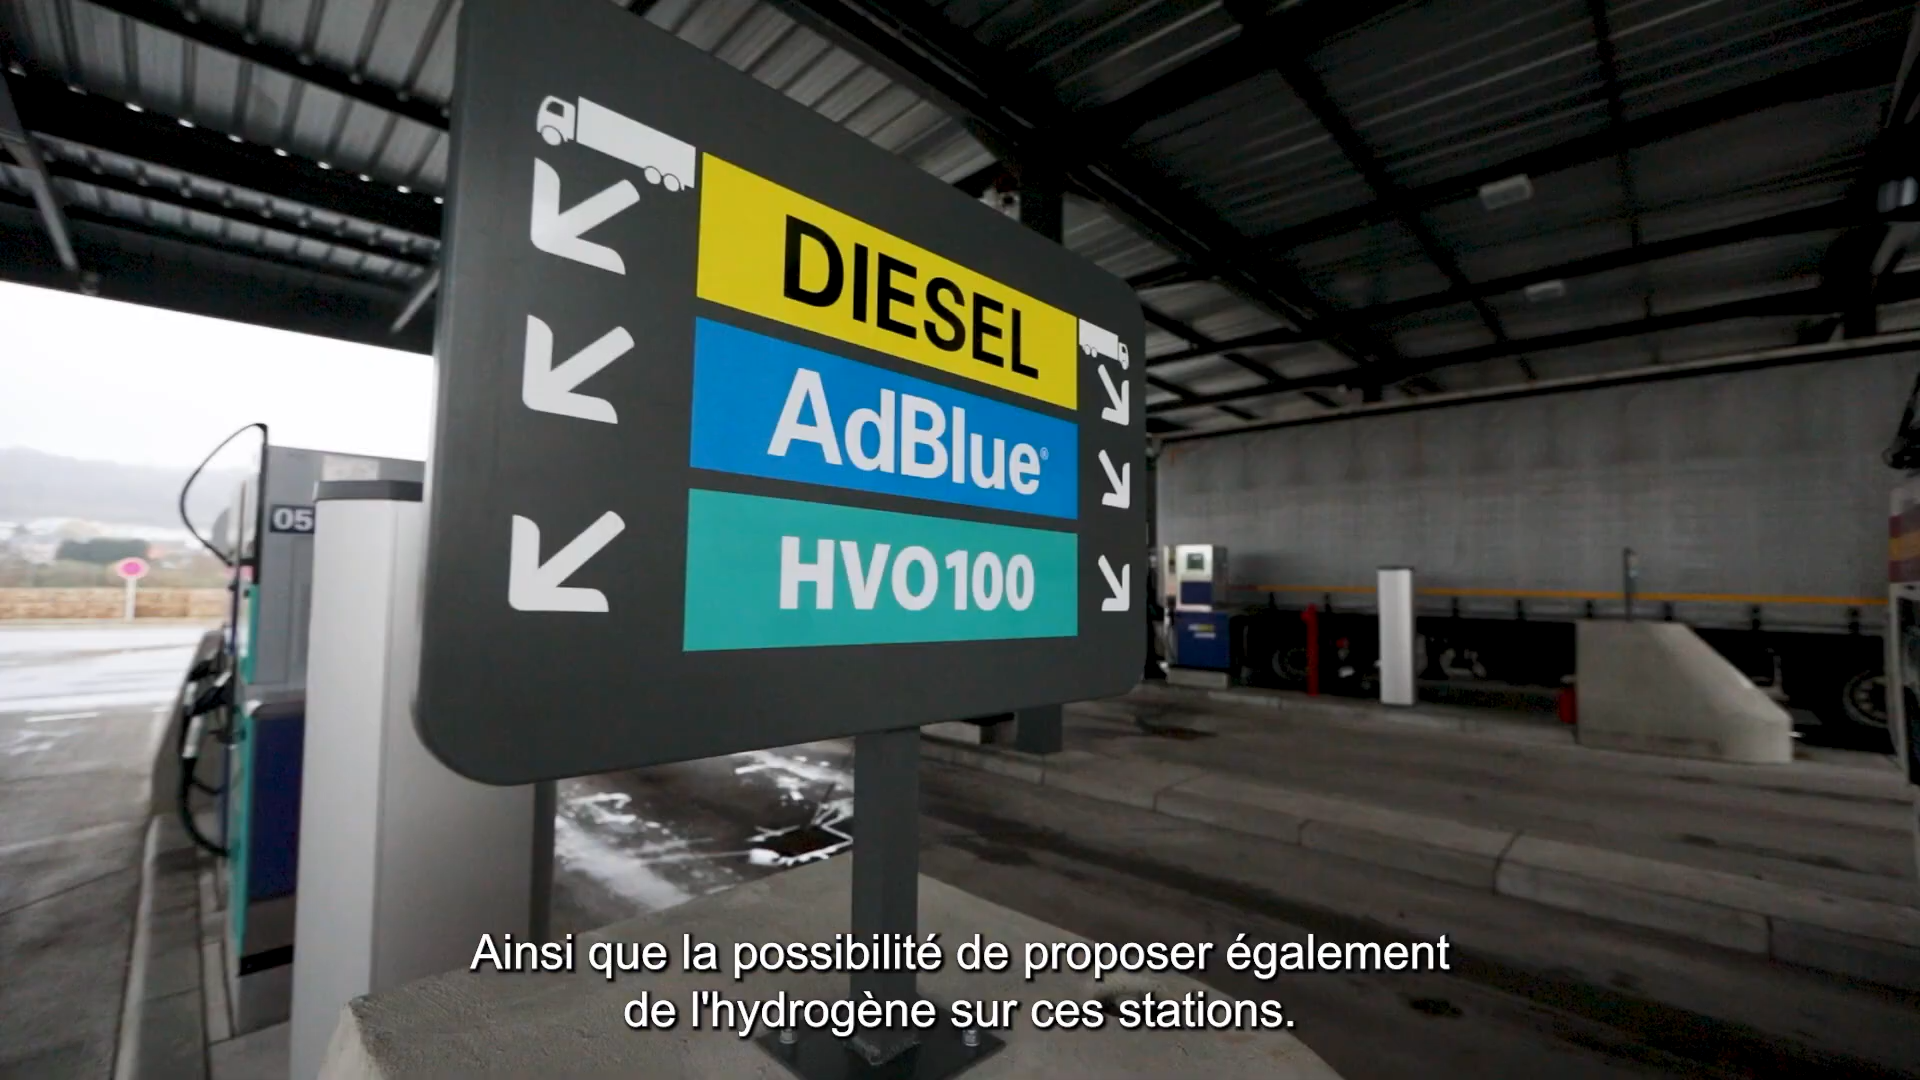 DIESEL
AdBlue®
HVO100
05
Ainsi que la possibilité de proposer également
de l'hydrogène sur ces stations.